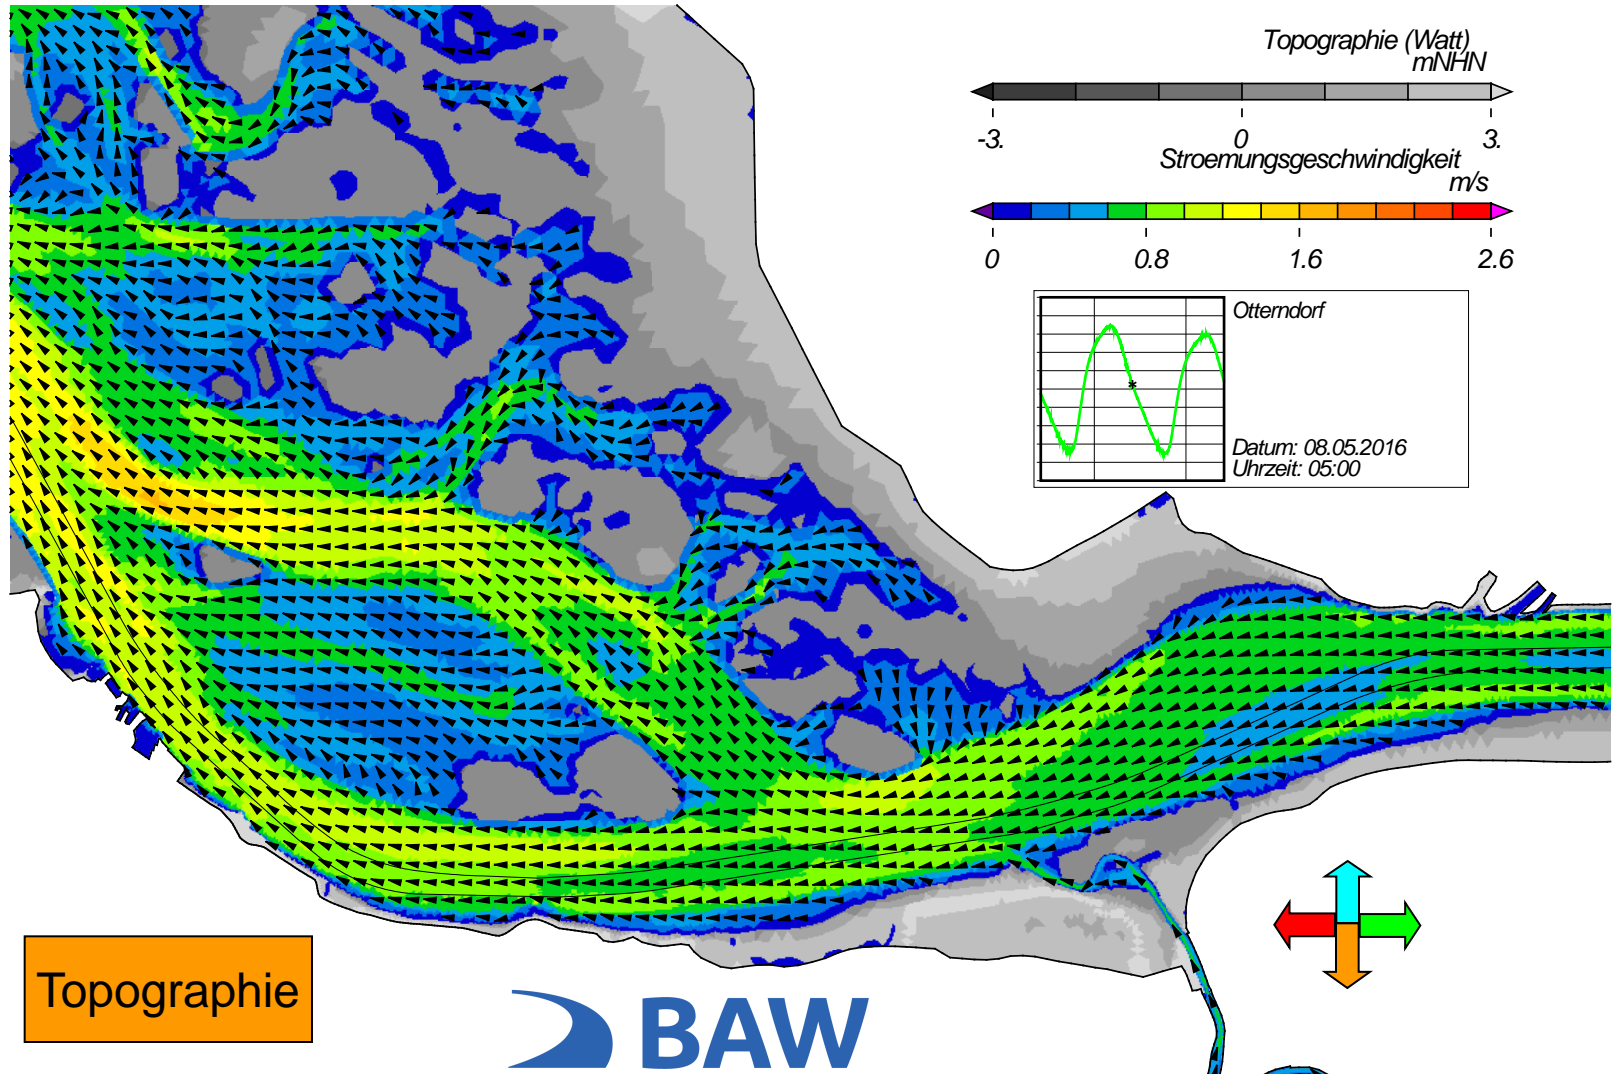 Topographie (Watt)
mNHN
-3. 0 3.
Stroemungsgeschwindigkeit
m/s
0 0.8 1.6 2.6
Otterndorf
Datum: 08.05.2016
Uhrzeit: 05:00
Topographie
BAW